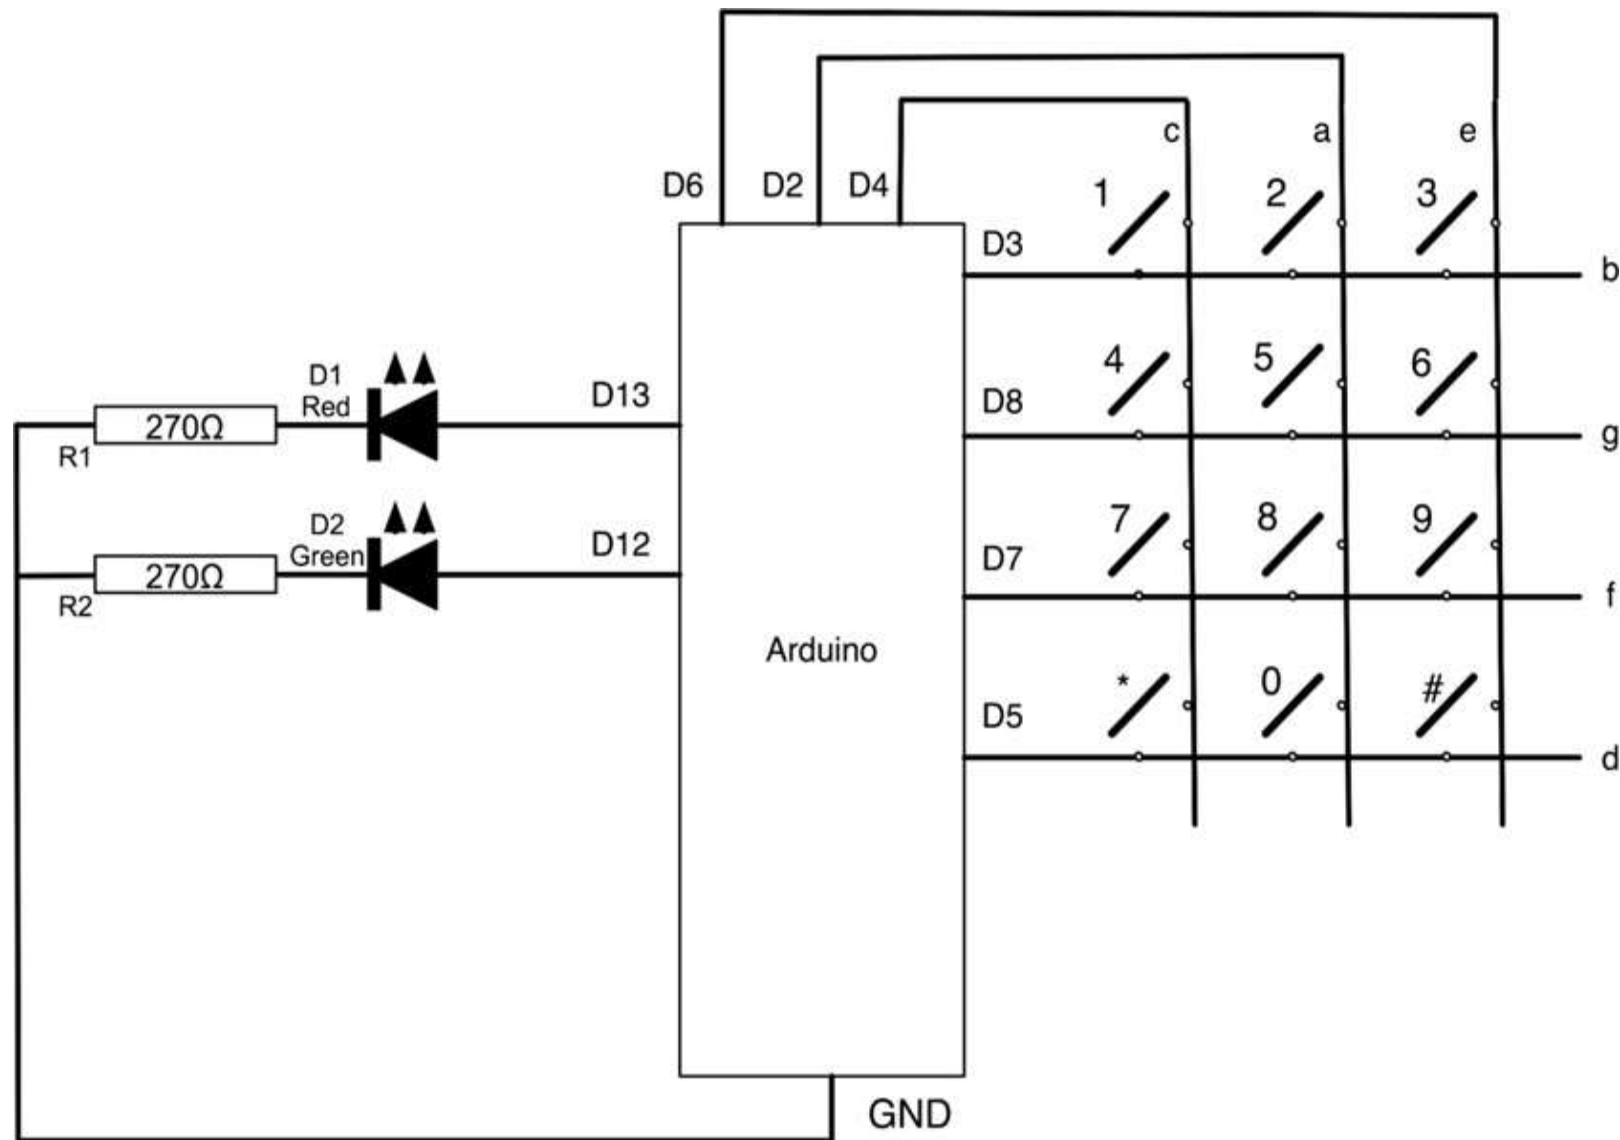 c a e
D6 D2 D4
1 2 3
D3
b
D1
Red
D13
4 5 6
D8
g
270Ω
R1
D2
Green
D12
7 8 9
D7
f
270Ω
R2
Arduino
* 0 #
D5
d
GND